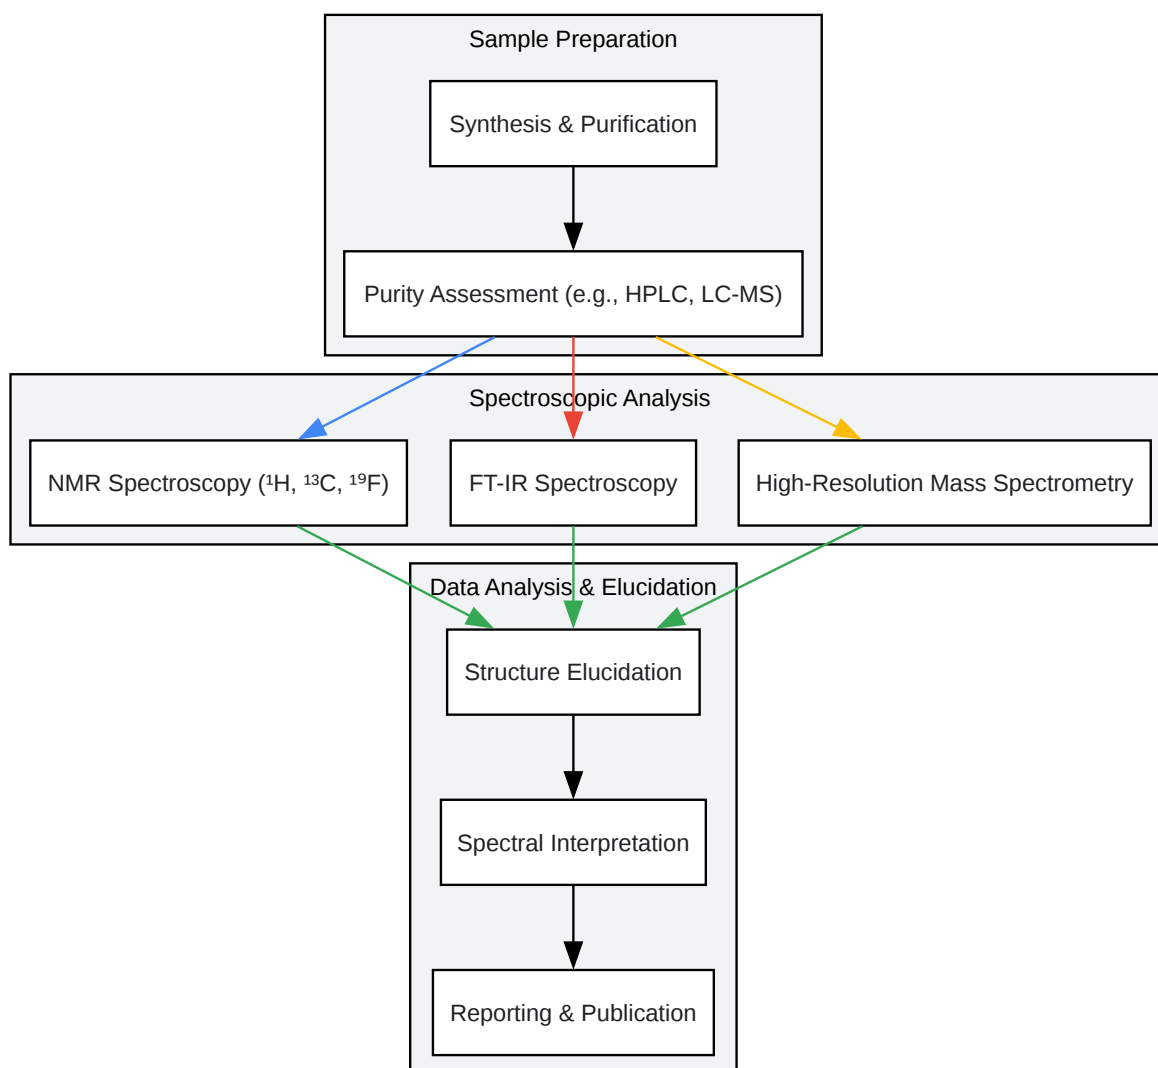 Sample Preparation
Synthesis & Purification
Purity Assessment (e.g., HPLC, LC-MS)
Spectroscopic Analysis
NMR Spectroscopy (¹H, ¹³C, ¹⁹F)
FT-IR Spectroscopy
High-Resolution Mass Spectrometry
Data Analysis & Elucidation
Structure Elucidation
Spectral Interpretation
Reporting & Publication